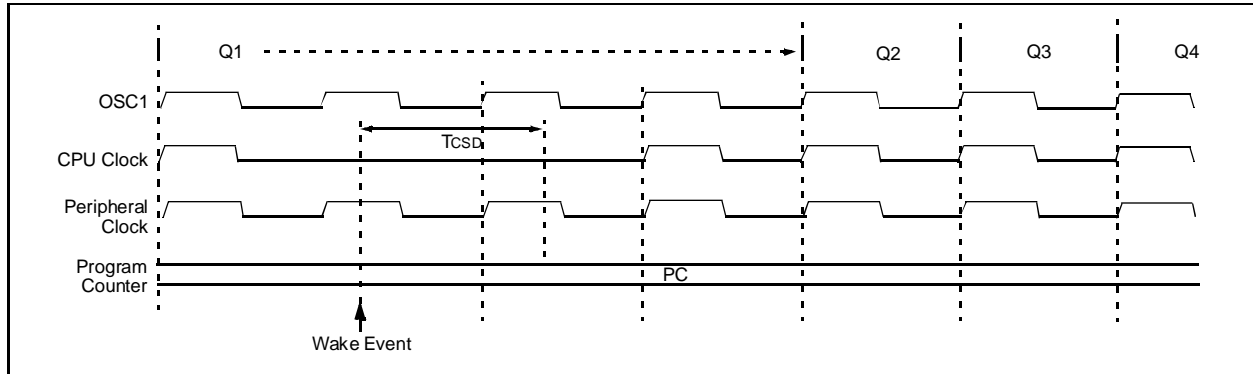 Q1
Q2
Q3
Q4
OSC1
TCSD
CPU Clock
Peripheral
Clock
Program
Counter
PC
Wake Event